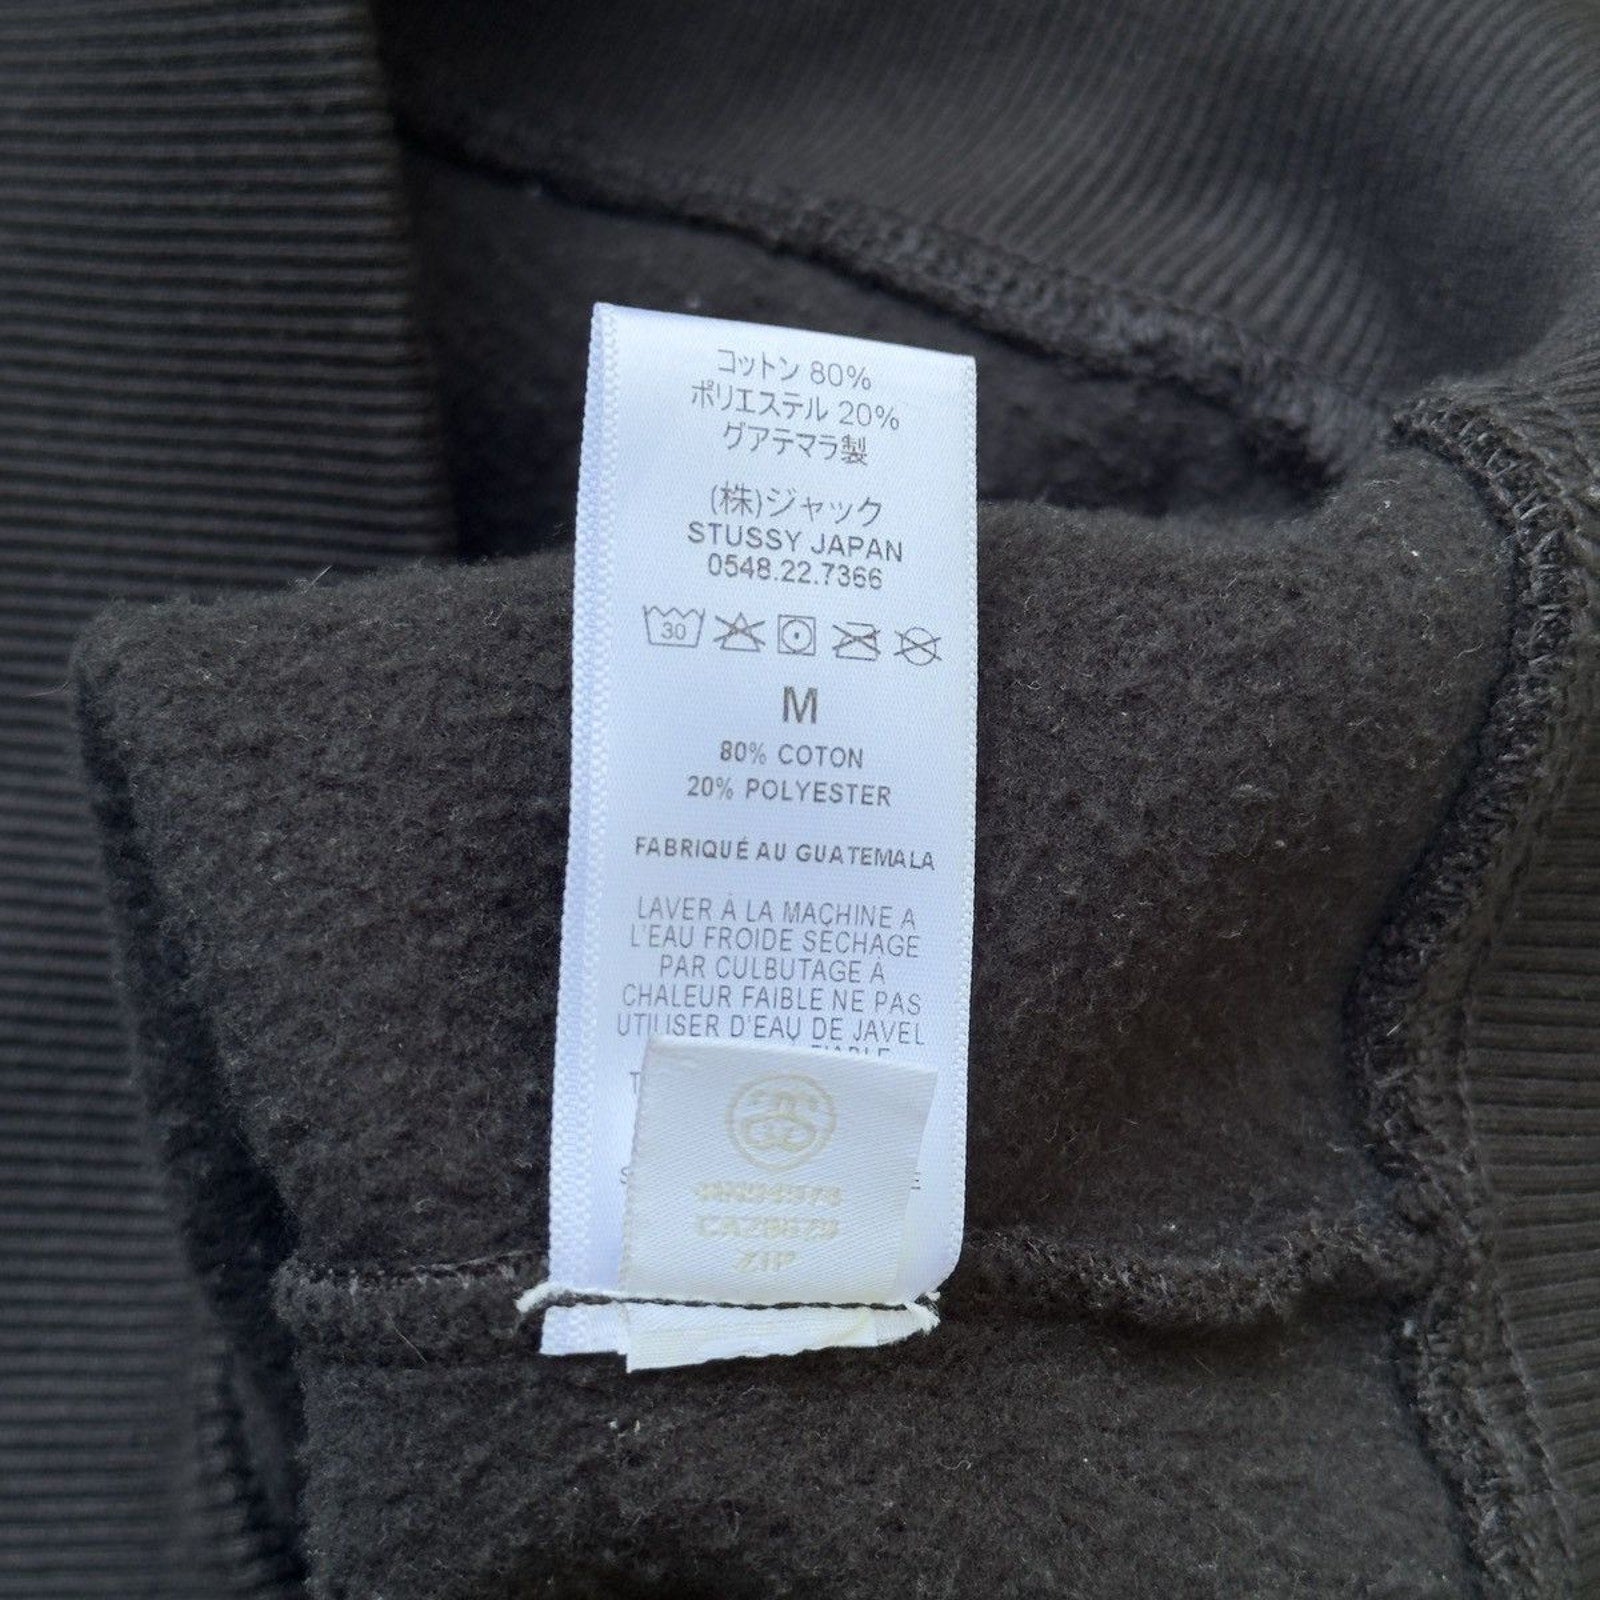 コットン 80%
ポリエステル 20%
グアテマラ製
(株)ジャック
STUSSY JAPAN
0548.22.7366
30
M
80% COTON
20% POLYESTER
FABRIQUÉ AU GUATEMALA
LAVER À LA MACHINE A
L'EAU FROIDE SÉCHAGE
PAR CULBUTAGE À
CHALEUR FAIBLE NE PAS
UTILISER D'EAU DE JAVEL
ZIP